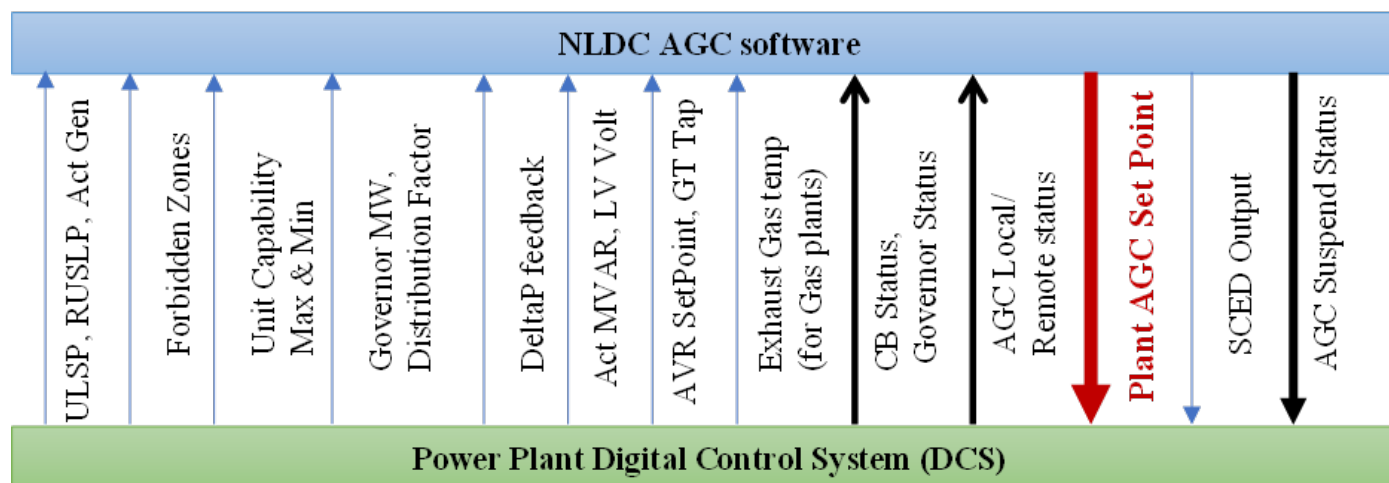 NLDC AGC software
ULSP, RUSLP, Act Gen
Forbidden Zones
Unit Capability
Max & Min
Governor MW,
Distribution Factor
DeltaP feedback
Act MVAR, LV Volt
AVR SetPoint, GT Tap
Exhaust Gas temp
(for Gas plants)
CB Status,
Governor Status
AGC Local/
Remote status
Plant AGC Set Point
SCED Output
AGC Suspend Status
Power Plant Digital Control System (DCS)